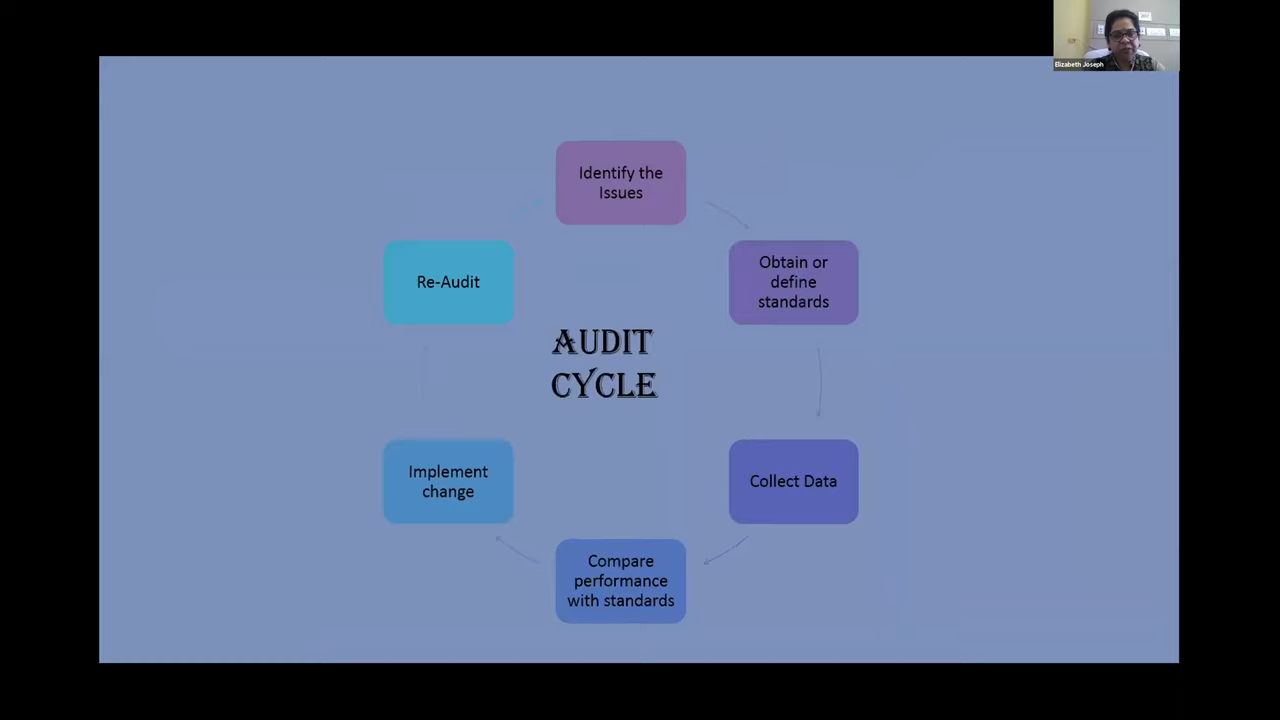 Elizabeth Joseph
Identify the
Issues
Obtain or
define
standards
Re-Audit
AUDIT
CYCLE
Implement
change
Collect Data
Compare
performance
with standards